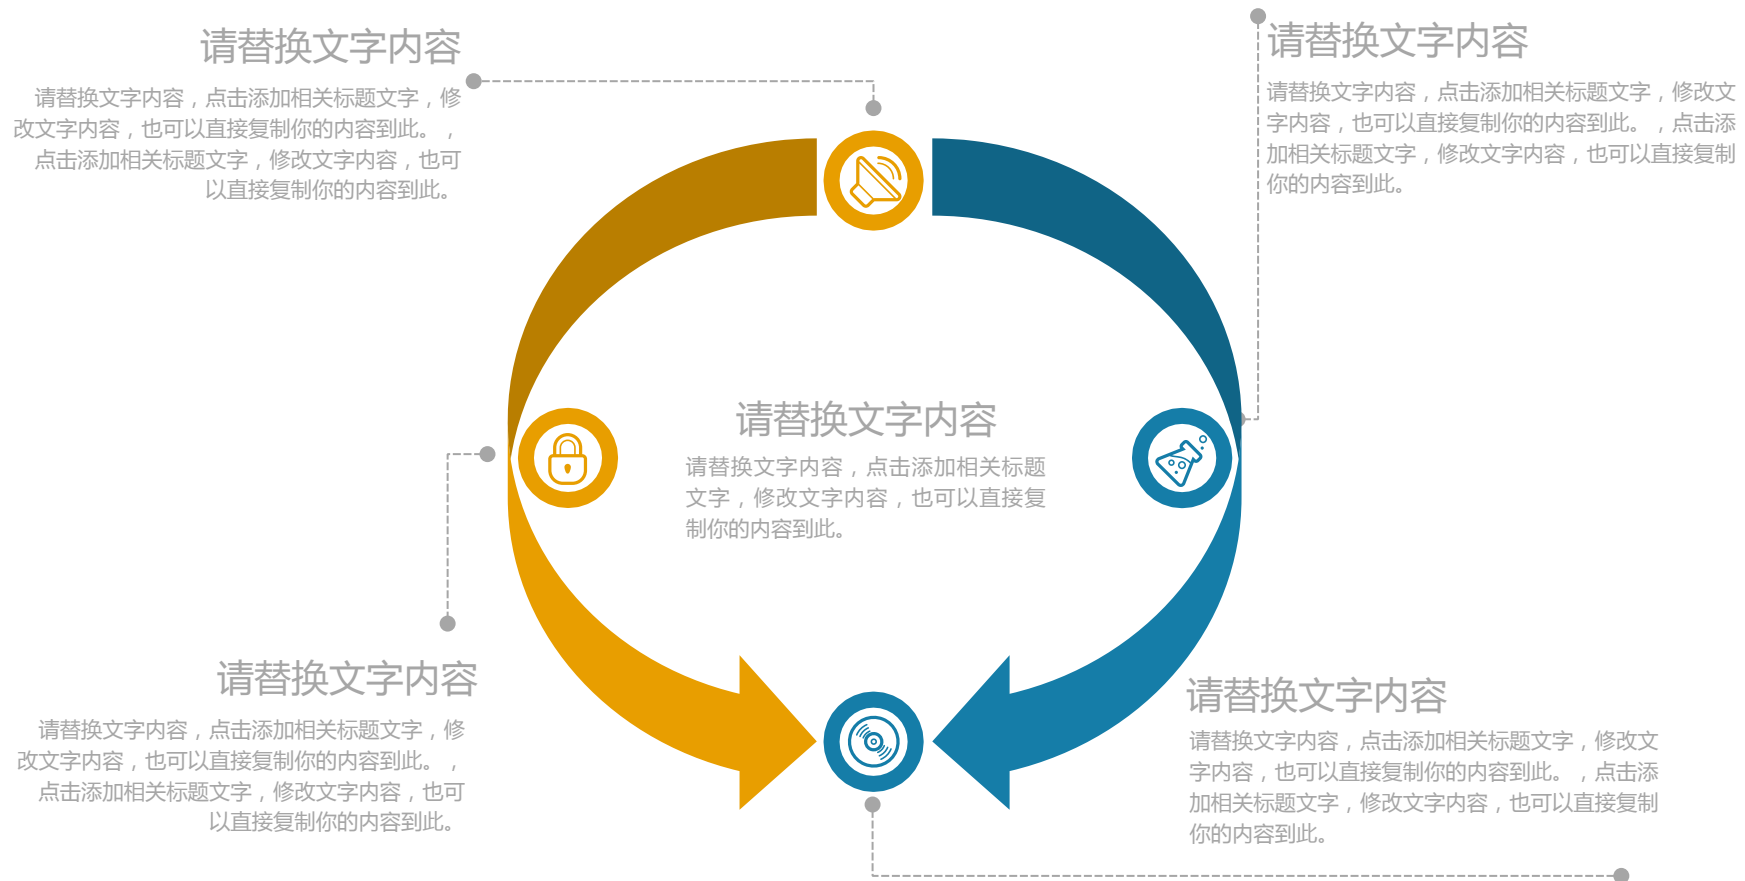 请替换文字内容
请替换文字内容，点击添加相关标题文字，修
改文字内容，也可以直接复制你的内容到此。，
点击添加相关标题文字，修改文字内容，也可
以直接复制你的内容到此。
请替换文字内容
请替换文字内容，点击添加相关标题文字，修改文
字内容，也可以直接复制你的内容到此。，点击添
加相关标题文字，修改文字内容，也可以直接复制
你的内容到此。
请替换文字内容
请替换文字内容，点击添加相关标题
文字，修改文字内容，也可以直接复
制你的内容到此。
请替换文字内容
请替换文字内容，点击添加相关标题文字，修
改文字内容，也可以直接复制你的内容到此。，
点击添加相关标题文字，修改文字内容，也可
以直接复制你的内容到此。
请替换文字内容
请替换文字内容，点击添加相关标题文字，修改文
字内容，也可以直接复制你的内容到此。，点击添
加相关标题文字，修改文字内容，也可以直接复制
你的内容到此。